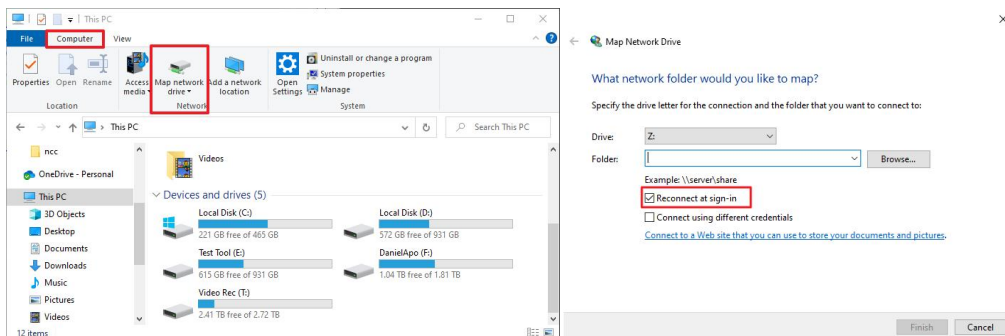 This PC
File Computer View
Properties Open Rename Access media Map network drive Add a network location Open Settings Uninstall or change a program
System properties
Manage
Location Network System
This PC Search This PC
ncc
OneDrive - Personal
This PC
3D Objects
Desktop
Documents
Downloads
Music
Pictures
Videos
12 items
Videos
Devices and drives (5)
Local Disk (C:)
221 GB free of 465 GB
Local Disk (D:)
572 GB free of 931 GB
Test Tool (E:)
615 GB free of 931 GB
DanielApo (F:)
1.04 TB free of 1.81 TB
Video Rec (T:)
2.41 TB free of 2.72 TB
Map Network Drive
What network folder would you like to map?
Specify the drive letter for the connection and the folder that you want to connect to:
Drive: Z:
Folder: Browse...
Example: \\server\share
Reconnect at sign-in
Connect using different credentials
Connect to a Web site that you can use to store your documents and pictures.
Finish Cancel